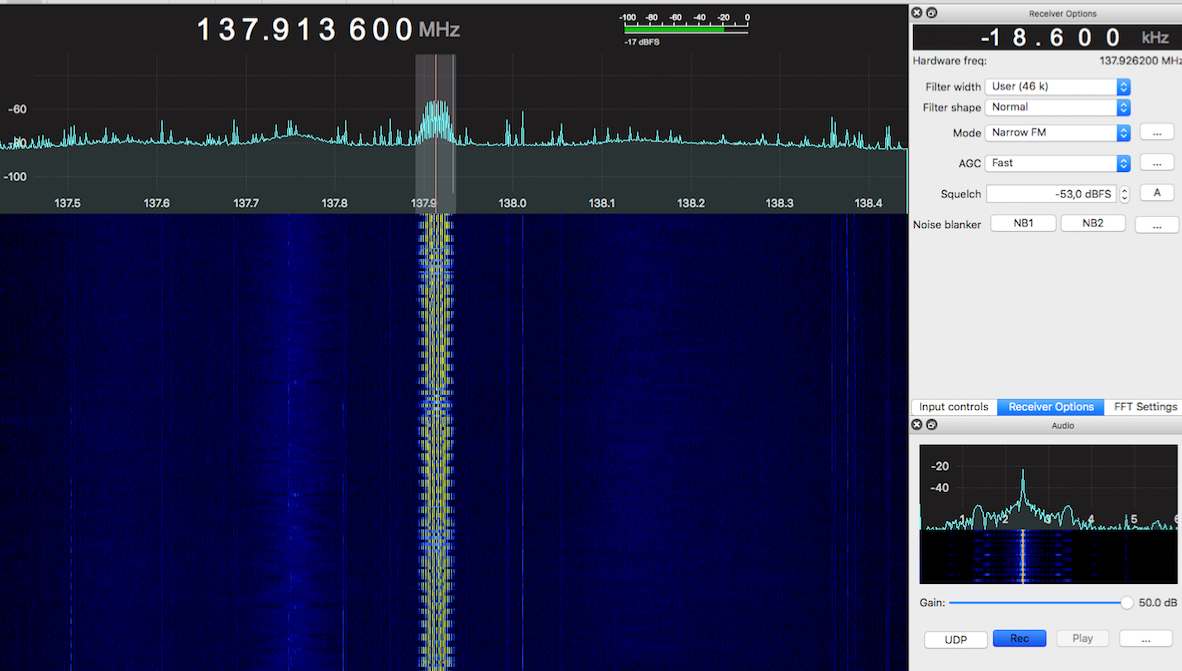 137.913 600 MHz
-100 -80 -60 -40 -20 0
-17 dBFS
-60
-80
-100
137.5 137.6 137.7 137.8 137.9 138.0 138.1 138.2 138.3 138.4
Receiver Options
-18.600 kHz
Hardware freq: 137.926200 MHz
Filter width User (46 k)
Filter shape Normal
Mode Narrow FM ...
AGC Fast ...
Squelch -53,0 dBFS A
Noise blanker NB1 NB2 ...
Input controls Receiver Options FFT Settings
Audio
-20
-40
1 2 3 4 5 6
Gain: 50.0 dB
UDP Rec Play ...